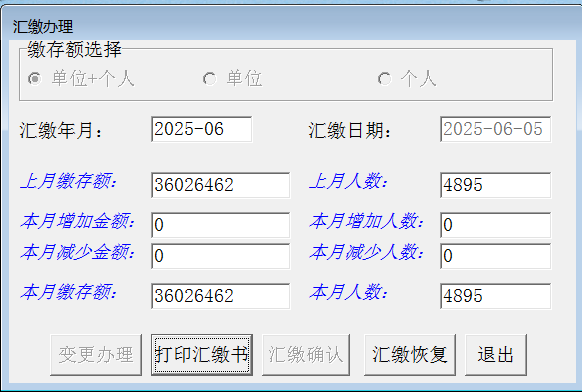 汇缴办理
缴存额选择
单位+个人 单位 个人
汇缴年月： 2025-06 汇缴日期： 2025-06-05
上月缴存额： 36026462 上月人数： 4895
本月增加金额： 0 本月增加人数： 0
本月减少金额： 0 本月减少人数： 0
本月缴存额： 36026462 本月人数： 4895
变更办理 打印汇缴书 汇缴确认 汇缴恢复 退出